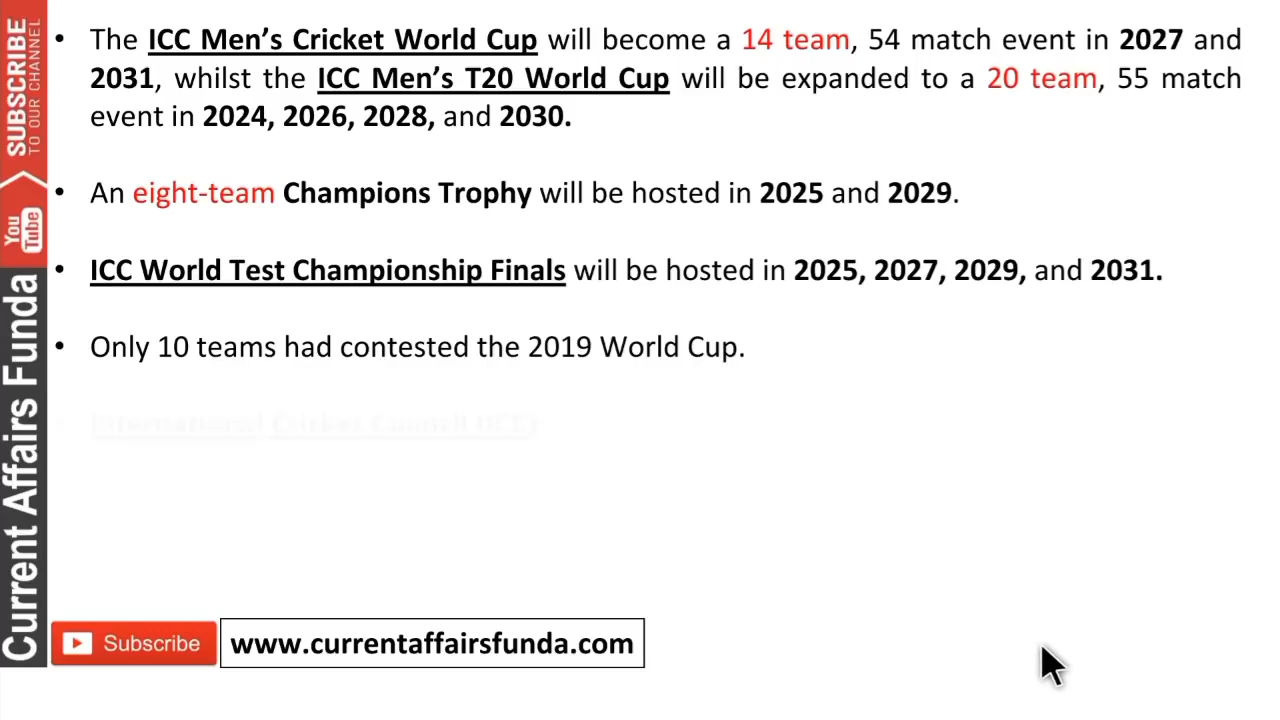 • The ICC Men's Cricket World Cup will become a 14 team, 54 match event in 2027 and
2031, whilst the ICC Men's T20 World Cup will be expanded to a 20 team, 55 match
event in 2024, 2026, 2028, and 2030.
• An eight-team Champions Trophy will be hosted in 2025 and 2029.
• ICC World Test Championship Finals will be hosted in 2025, 2027, 2029, and 2031.
• Only 10 teams had contested the 2019 World Cup.
• International Cricket Council (ICC)
SUBSCRIBE
TO OUR CHANNEL
You
Tube
Current Affairs Funda
Subscribe
www.currentaffairsfunda.com